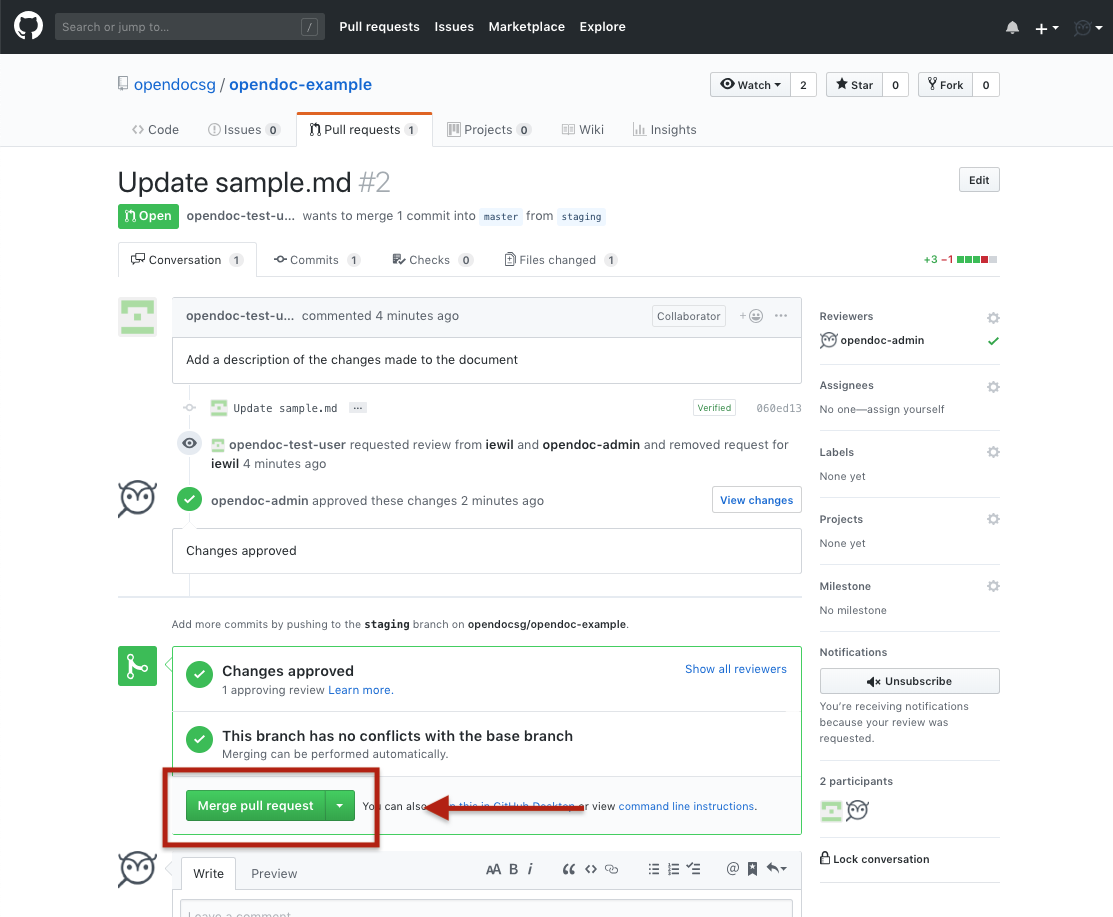 Search or jump to... /
Pull requests Issues Marketplace Explore
opendocsg / opendoc-example
Watch 2 Star 0 Fork 0
Code Issues 0 Pull requests 1 Projects 0 Wiki Insights
Update sample.md #2
Edit
Open opendoc-test-u... wants to merge 1 commit into master from staging
Conversation 1 Commits 1 Checks 0 Files changed 1
+3 −1
opendoc-test-u... commented 4 minutes ago Collaborator
Add a description of the changes made to the document
Update sample.md ... Verified 060ed13
opendoc-test-user requested review from iewil and opendoc-admin and removed request for
iewil 4 minutes ago
opendoc-admin approved these changes 2 minutes ago View changes
Changes approved
Add more commits by pushing to the staging branch on opendocsg/opendoc-example.
Changes approved
Show all reviewers
1 approving review Learn more.
This branch has no conflicts with the base branch
Merging can be performed automatically.
Merge pull request You can also open this in GitHub Desktop or view command line instructions.
Write Preview
AA B i
Leave a comment
Reviewers
opendoc-admin
Assignees
No one—assign yourself
Labels
None yet
Projects
None yet
Milestone
No milestone
Notifications
Unsubscribe
You're receiving notifications
because your review was
requested.
2 participants
Lock conversation